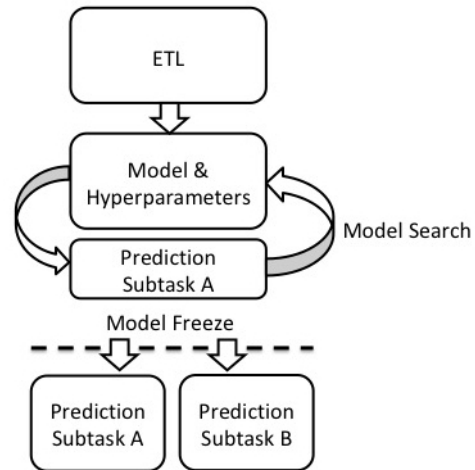 ETL
Model &
Hyperparameters
Model Search
Prediction
Subtask A
Model Freeze
Prediction
Subtask A
Prediction
Subtask B